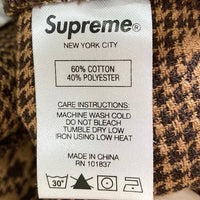 Supreme®
NEW YORK CITY
60% COTTON
40% POLYESTER
CARE INSTRUCTIONS:
MACHINE WASH COLD
DO NOT BLEACH
TUMBLE DRY LOW
IRON USING LOW HEAT
MADE IN CHINA
RN 101837
30°